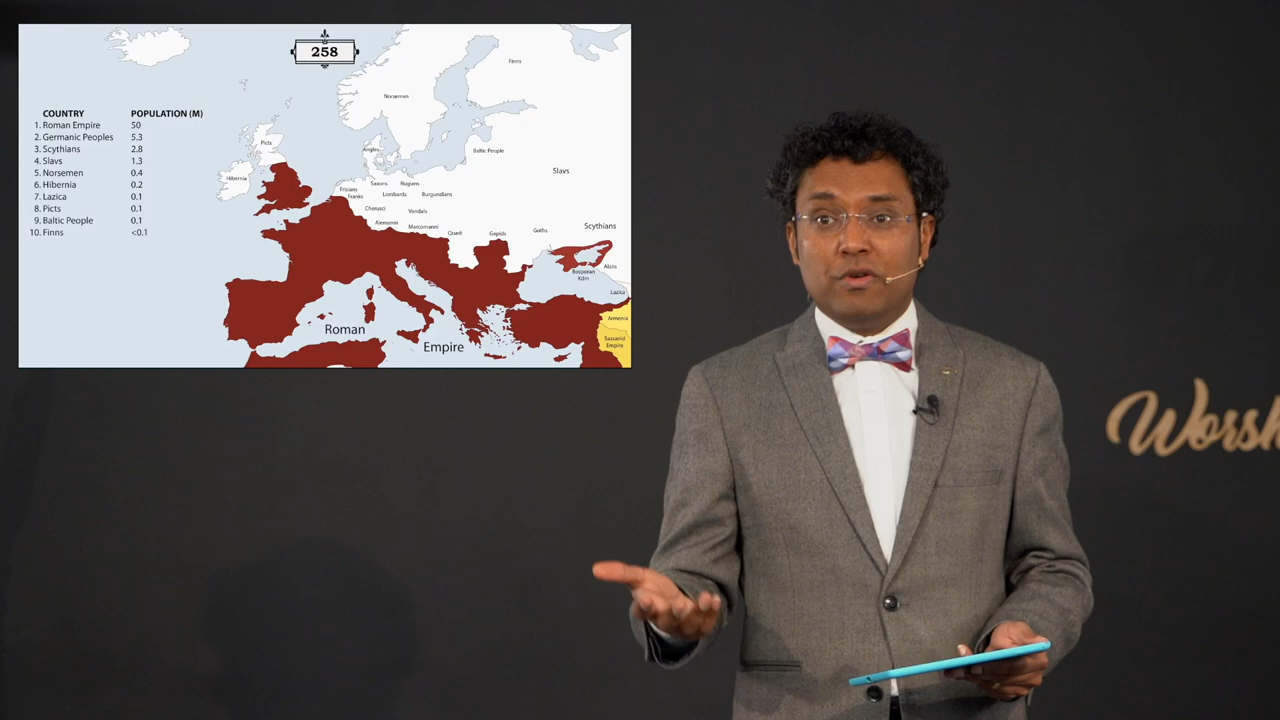 258
COUNTRY POPULATION (M)
1. Roman Empire 50
2. Germanic Peoples 5.3
3. Scythians 2.8
4. Slavs 1.3
5. Norsemen 0.4
6. Hibernia 0.2
7. Lazica 0.1
8. Picts 0.1
9. Baltic People 0.1
10. Finns <0.1
Finns
Norsemen
Picts
Angles
Baltic People
Hibernia
Slavs
Saxons
Rugians
Frisians
Franks
Lombards
Burgundians
Cherusci
Vandals
Alemanni
Marcomanni
Quadi
Gepids
Goths
Scythians
Alans
Bosporan
Kdm
Lazica
Armenia
Sassanid
Empire
Roman
Empire
Worsh